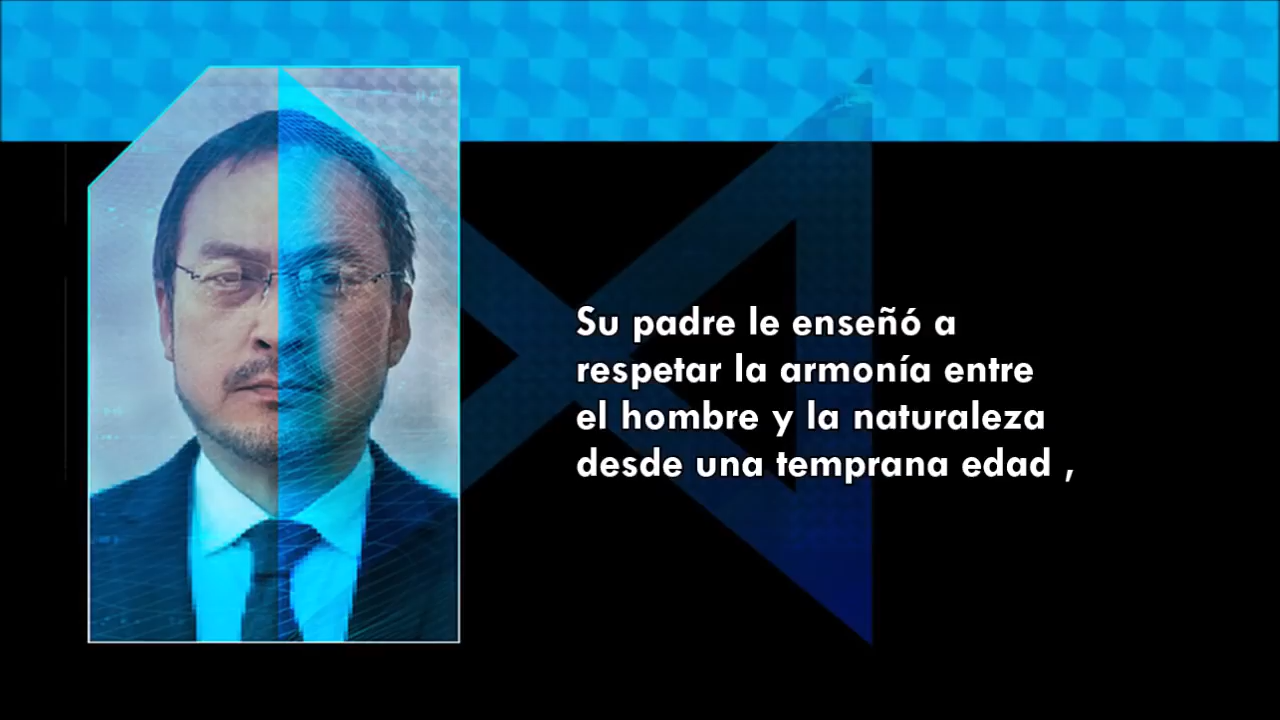 Su padre le enseñó a
respetar la armonía entre
el hombre y la naturaleza
desde una temprana edad ,